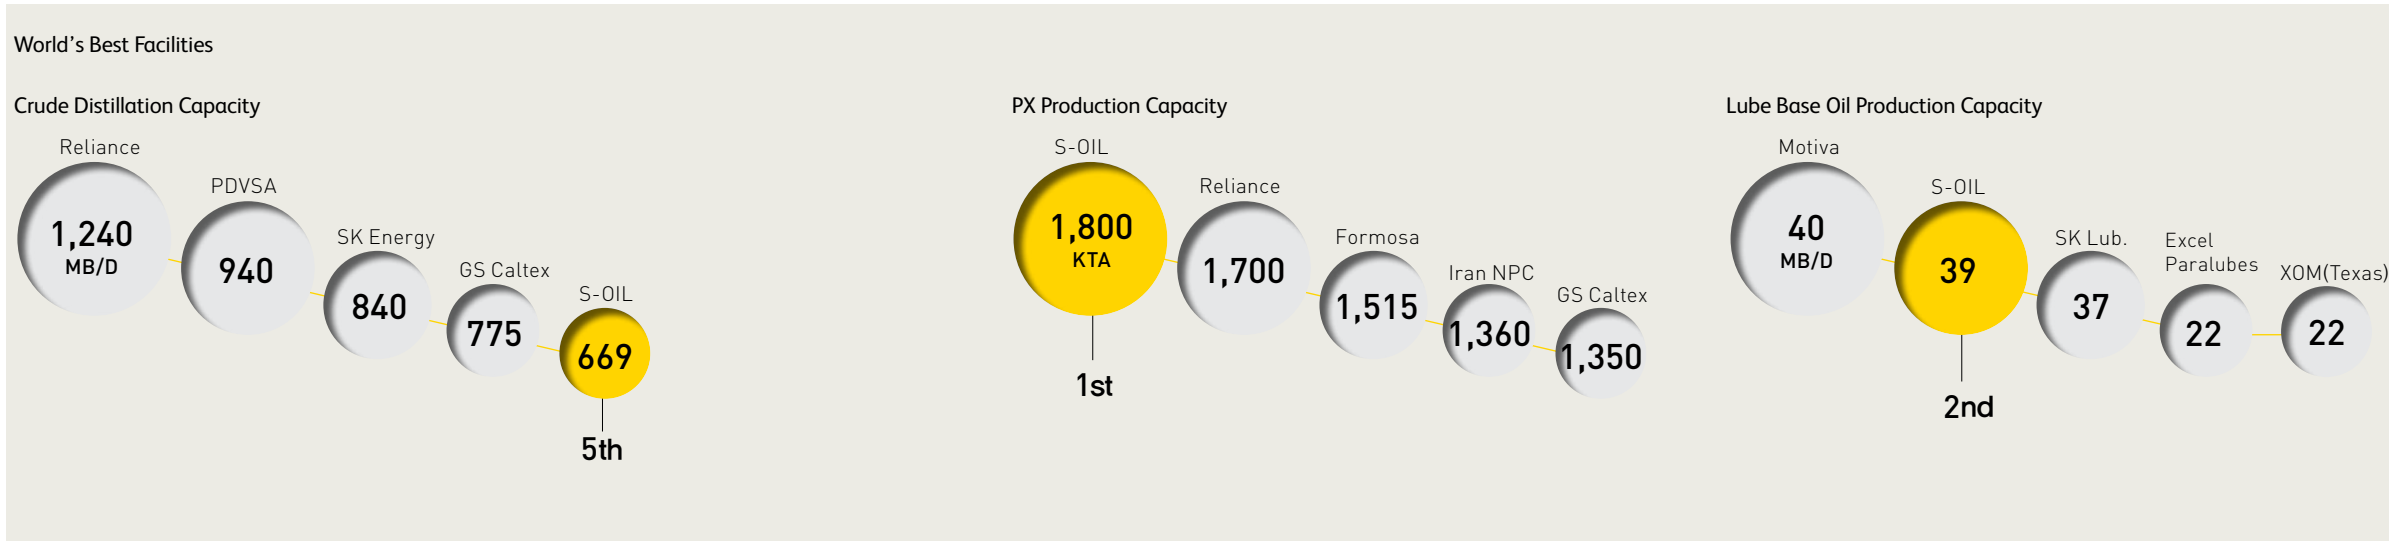 World's Best Facilities
Crude Distillation Capacity
Reliance
1,240
MB/D
PDVSA
940
SK Energy
840
GS Caltex
775
S-OIL
669
5th
PX Production Capacity
S-OIL
1,800
KTA
1st
Reliance
1,700
Formosa
1,515
Iran NPC
1,360
GS Caltex
1,350
Lube Base Oil Production Capacity
Motiva
40
MB/D
S-OIL
39
2nd
SK Lub.
37
Excel
Paralubes
22
XOM(Texas)
22